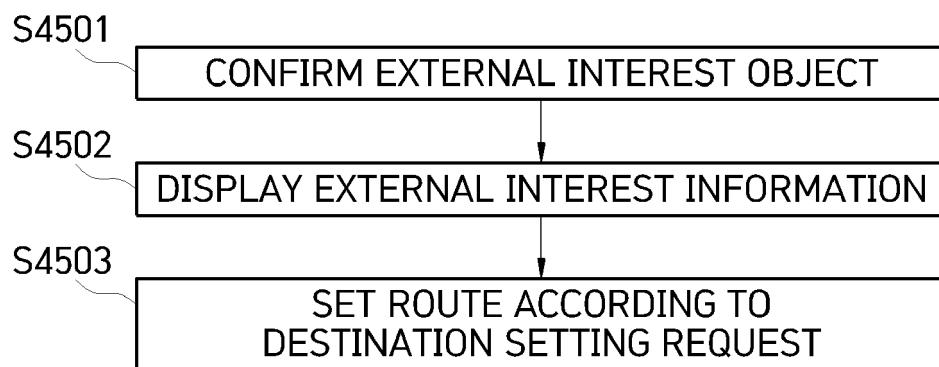 S4501
CONFIRM EXTERNAL INTEREST OBJECT
S4502
DISPLAY EXTERNAL INTEREST INFORMATION
S4503
SET ROUTE ACCORDING TO
DESTINATION SETTING REQUEST